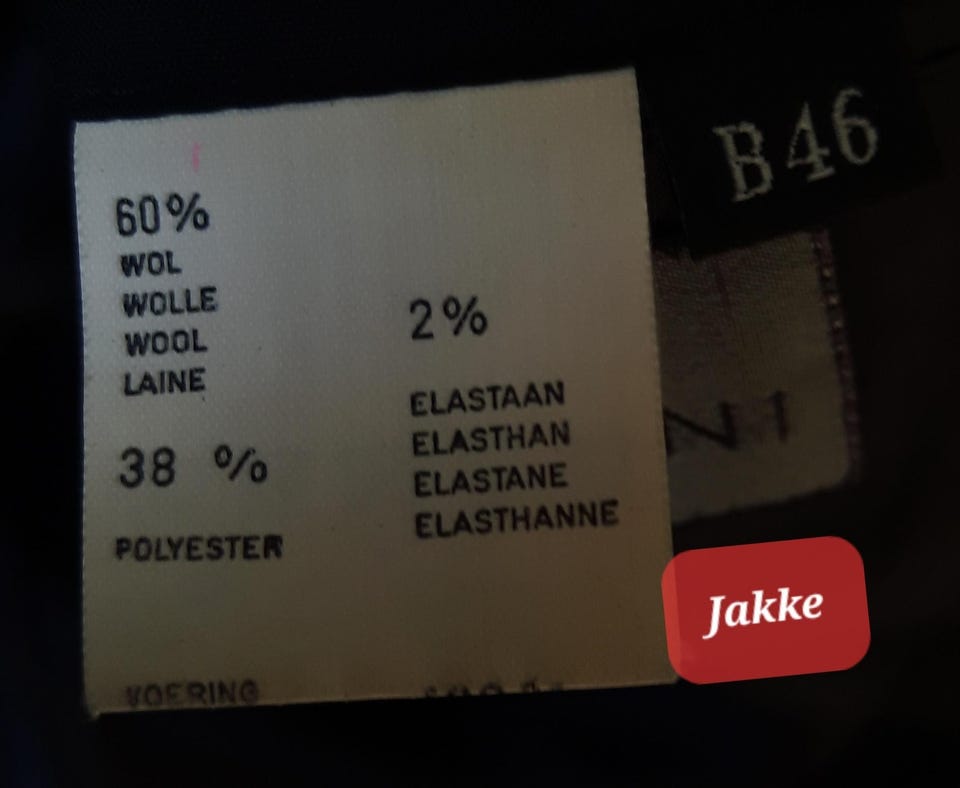 B46
60%
WOL
WOLLE
WOOL
LAINE
38 %
POLYESTER
2%
ELASTAAN
ELASTHAN
ELASTANE
ELASTHANNE
VOERING
Jakke